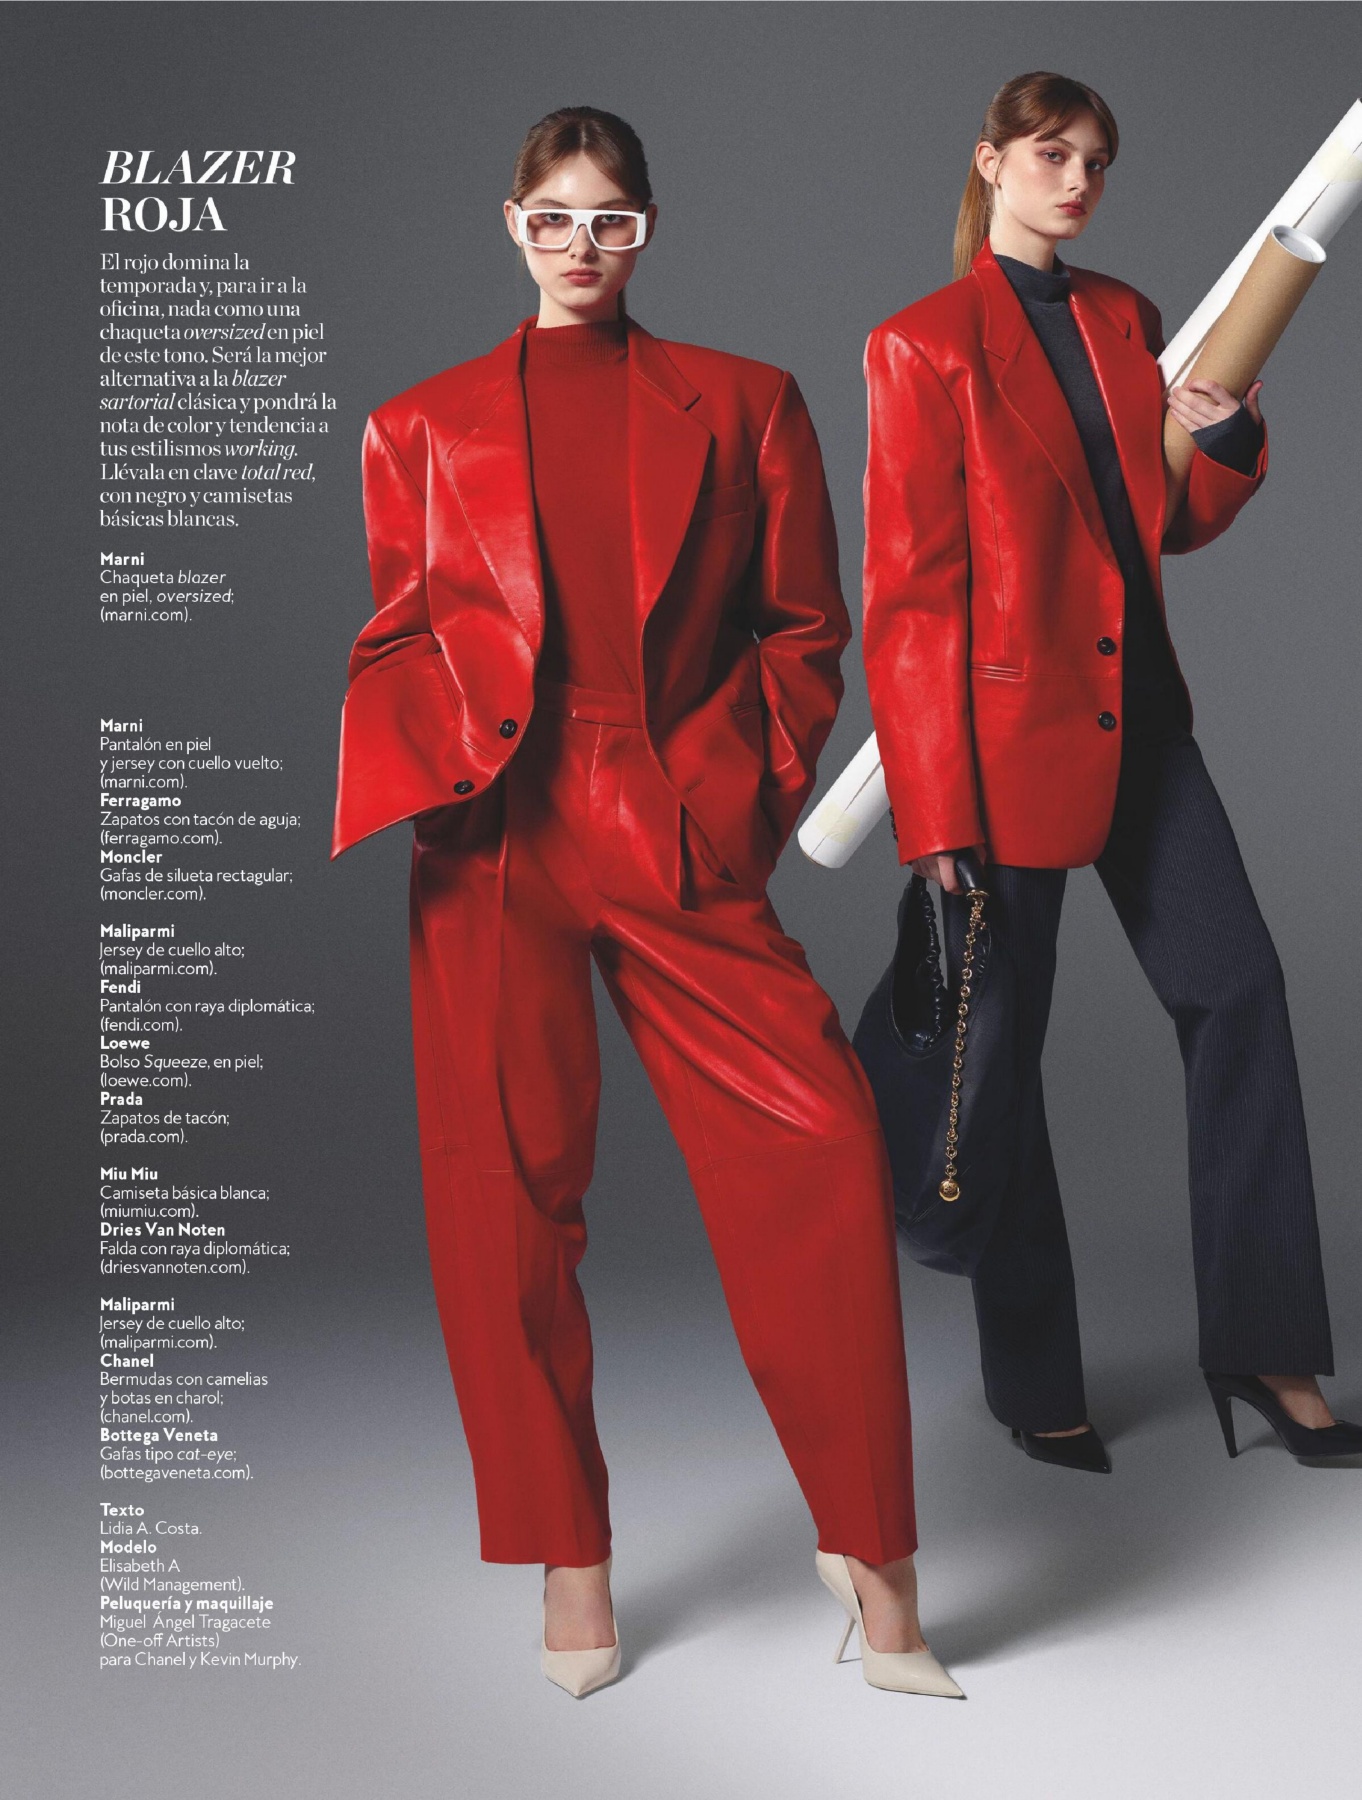 BLAZER
ROJA
El rojo domina la
temporada y, para ir a la
oficina, nada como una
chaqueta oversized en piel
de este tono. Será la mejor
alternativa a la blazer
sartorial clásica y pondrá la
nota de color y tendencia a
tus estilismos working.
Llévala en clave total red,
con negro y camisetas
básicas blancas.
Marni
Chaqueta blazer
en piel, oversized;
(marni.com).
Marni
Pantalón en piel
y jersey con cuello vuelto;
(marni.com).
Ferragamo
Zapatos con tacón de aguja;
(ferragamo.com).
Moncler
Gafas de silueta rectagular;
(moncler.com).
Maliparmi
Jersey de cuello alto;
(maliparmi.com).
Fendi
Pantalón con raya diplomática;
(fendi.com).
Loewe
Bolso Squeeze, en piel;
(loewe.com).
Prada
Zapatos de tacón;
(prada.com).
Miu Miu
Camiseta básica blanca;
(miumiu.com).
Dries Van Noten
Falda con raya diplomática;
(driesvannoten.com).
Maliparmi
Jersey de cuello alto;
(maliparmi.com).
Chanel
Bermudas con camelias
y botas en charol;
(chanel.com).
Bottega Veneta
Gafas tipo cat-eye;
(bottegaveneta.com).
Texto
Lidia A. Costa.
Modelo
Elisabeth A
(Wild Management).
Peluquería y maquillaje
Miguel Ángel Tragacete
(One-off Artists)
para Chanel y Kevin Murphy.